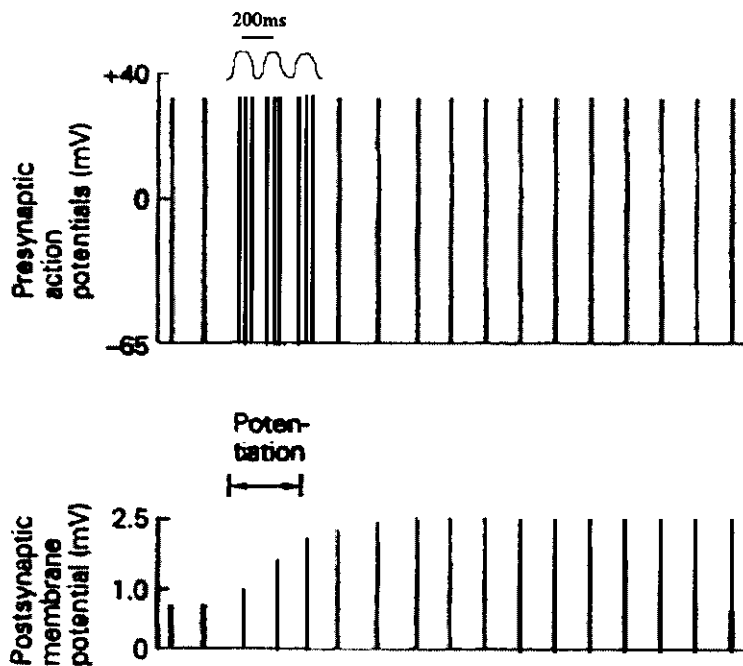 200ms
+40
0
-65
Presynaptic
action
potentials (mV)
Poten-
tiation
2.5
1.0
0
Postsynaptic
membrane
potential (mV)